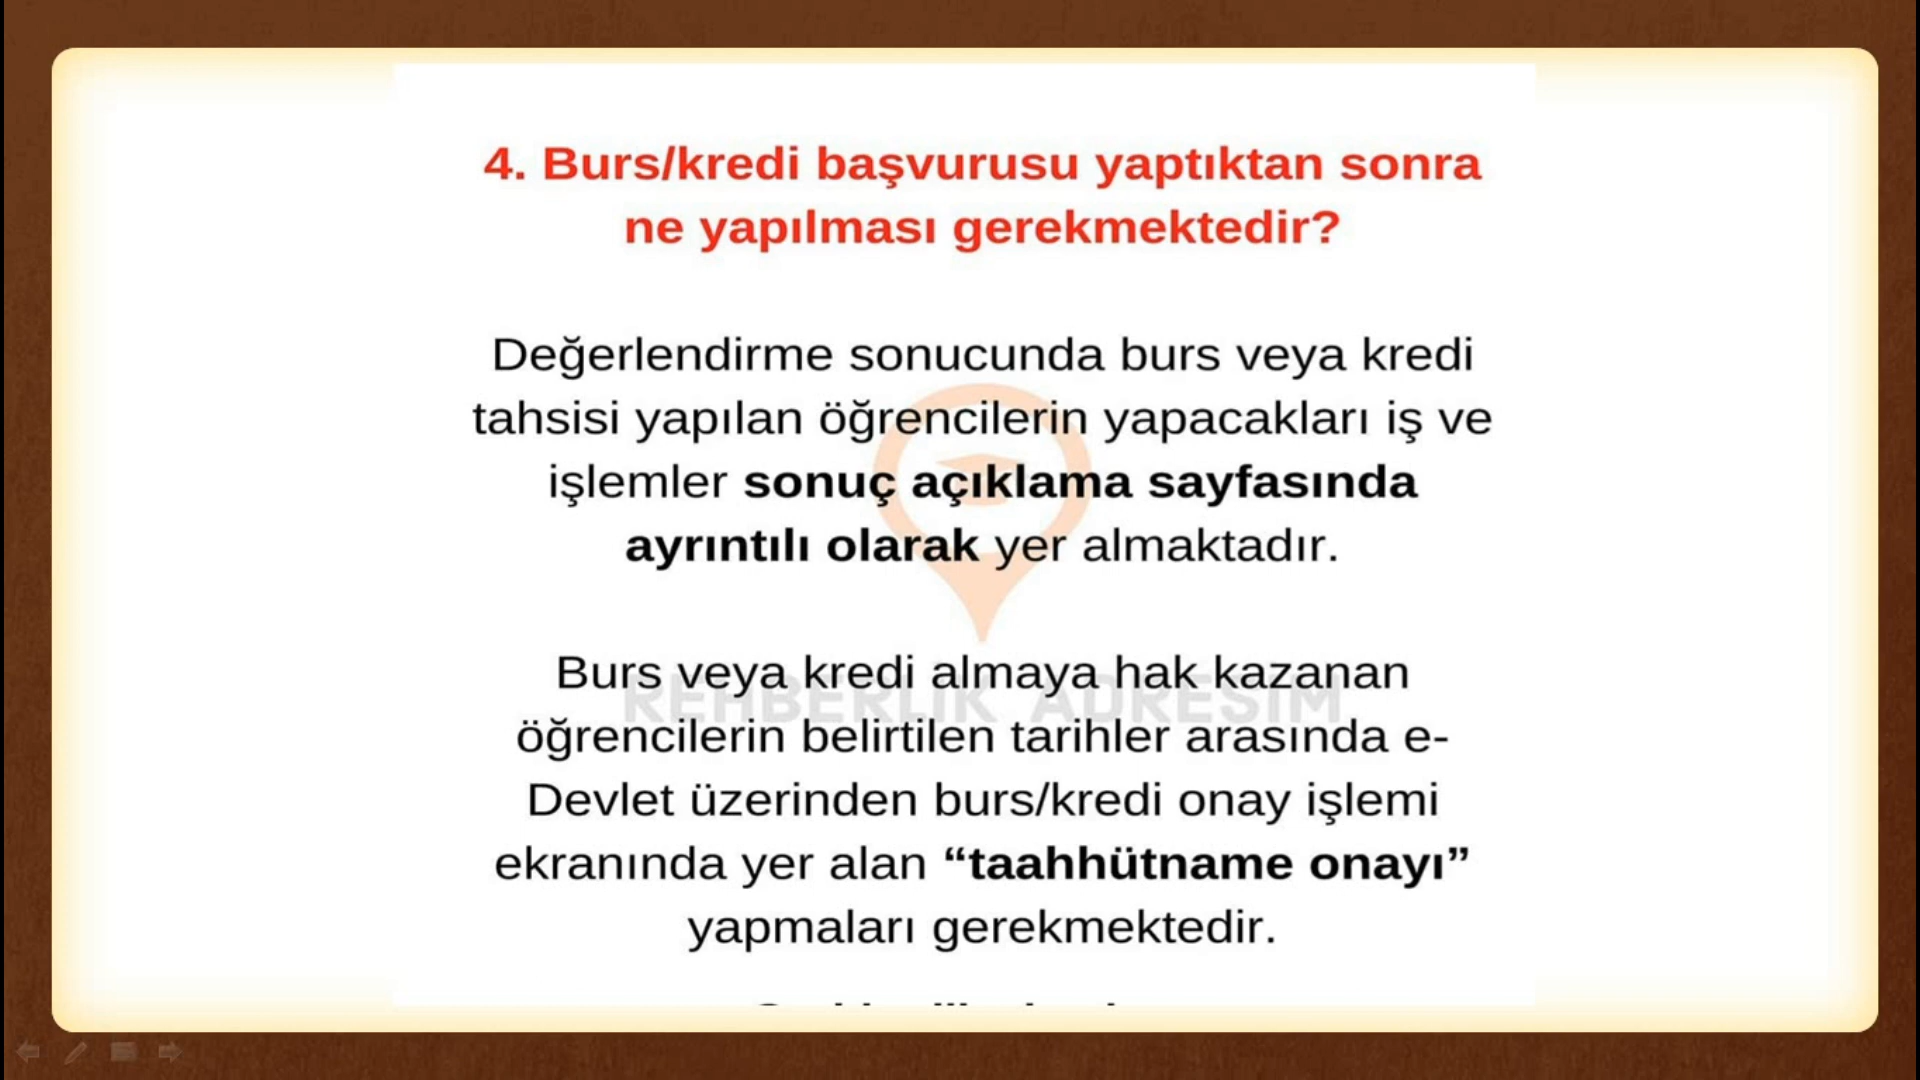 4. Burs/kredi başvurusu yaptıktan sonra
ne yapılması gerekmektedir?
Değerlendirme sonucunda burs veya kredi
tahsisi yapılan öğrencilerin yapacakları iş ve
işlemler sonuç açıklama sayfasında
ayrıntılı olarak yer almaktadır.
Burs veya kredi almaya hak kazanan
REHBERLİK ADRESİM
öğrencilerin belirtilen tarihler arasında e-
Devlet üzerinden burs/kredi onay işlemi
ekranında yer alan “taahhütname onayı”
yapmaları gerekmektedir.